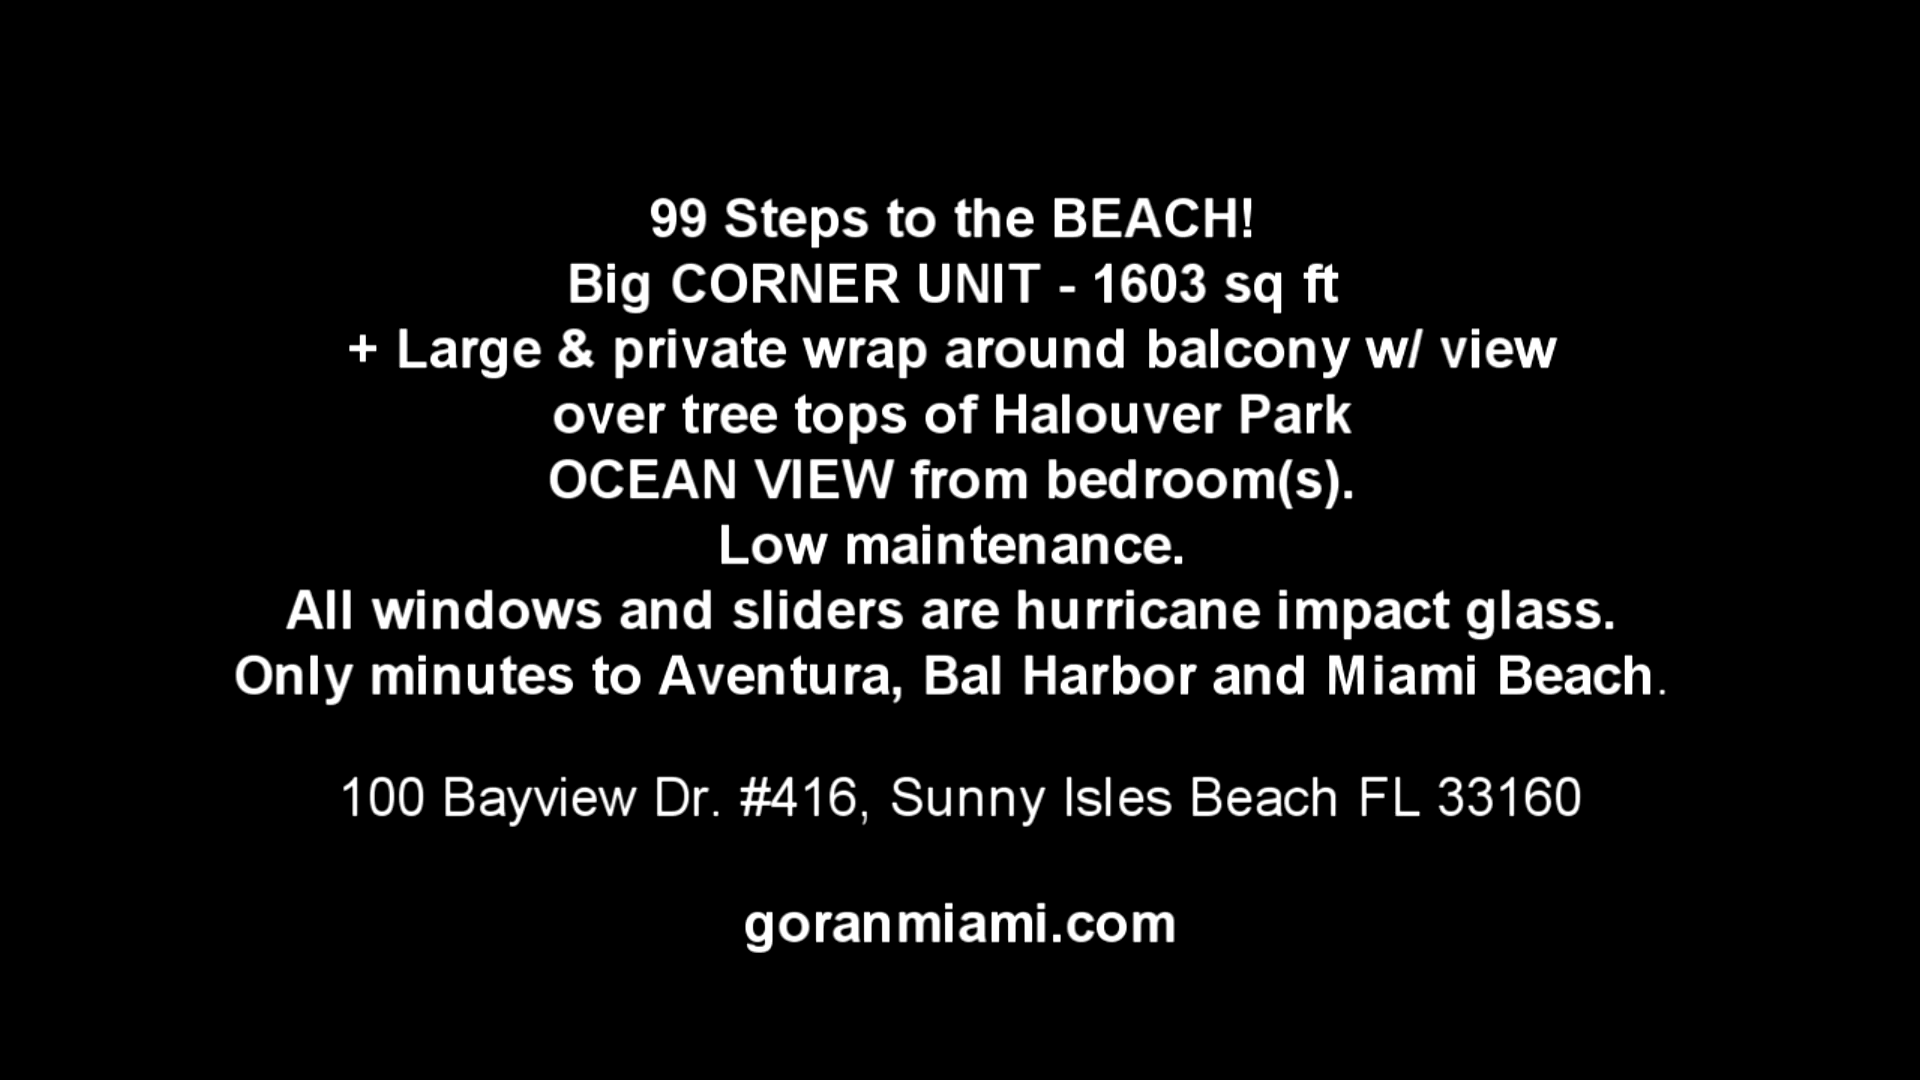 99 Steps to the BEACH!
Big CORNER UNIT - 1603 sq ft
+ Large & private wrap around balcony w/ view
over tree tops of Halouver Park
OCEAN VIEW from bedroom(s).
Low maintenance.
All windows and sliders are hurricane impact glass.
Only minutes to Aventura, Bal Harbor and Miami Beach.
100 Bayview Dr. #416, Sunny Isles Beach FL 33160
goranmiami.com